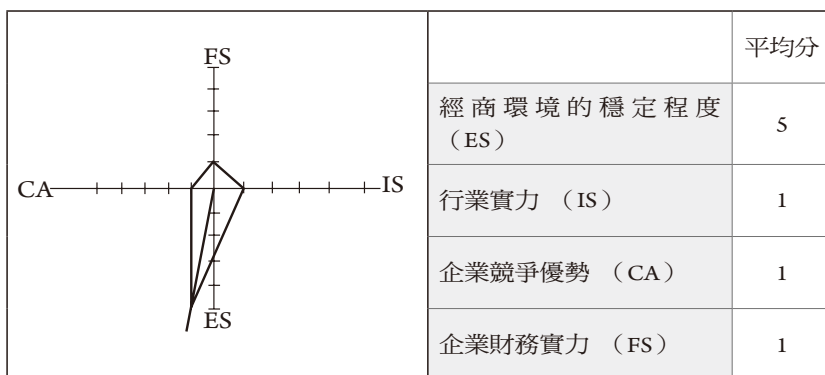 FS
CA
IS
ES
平均分
經商環境的穩定程度
（ES） 5
行業實力 （IS） 1
企業競爭優勢 （CA） 1
企業財務實力 （FS） 1